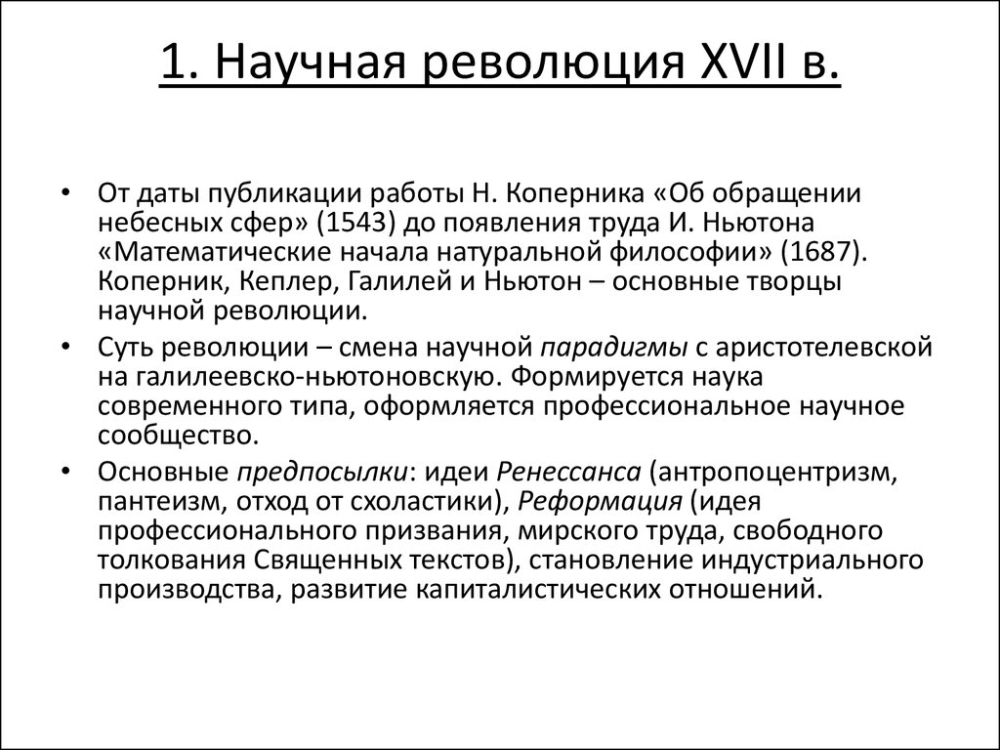 1. Научная революция XVII в.
• От даты публикации работы Н. Коперника «Об обращении
небесных сфер» (1543) до появления труда И. Ньютона
«Математические начала натуральной философии» (1687).
Коперник, Кеплер, Галилей и Ньютон – основные творцы
научной революции.
• Суть революции – смена научной парадигмы с аристотелевской
на галилеевско-ньютоновскую. Формируется наука
современного типа, оформляется профессиональное научное
сообщество.
• Основные предпосылки: идеи Ренессанса (антропоцентризм,
пантеизм, отход от схоластики), Реформация (идея
профессионального призвания, мирского труда, свободного
толкования Священных текстов), становление индустриального
производства, развитие капиталистических отношений.